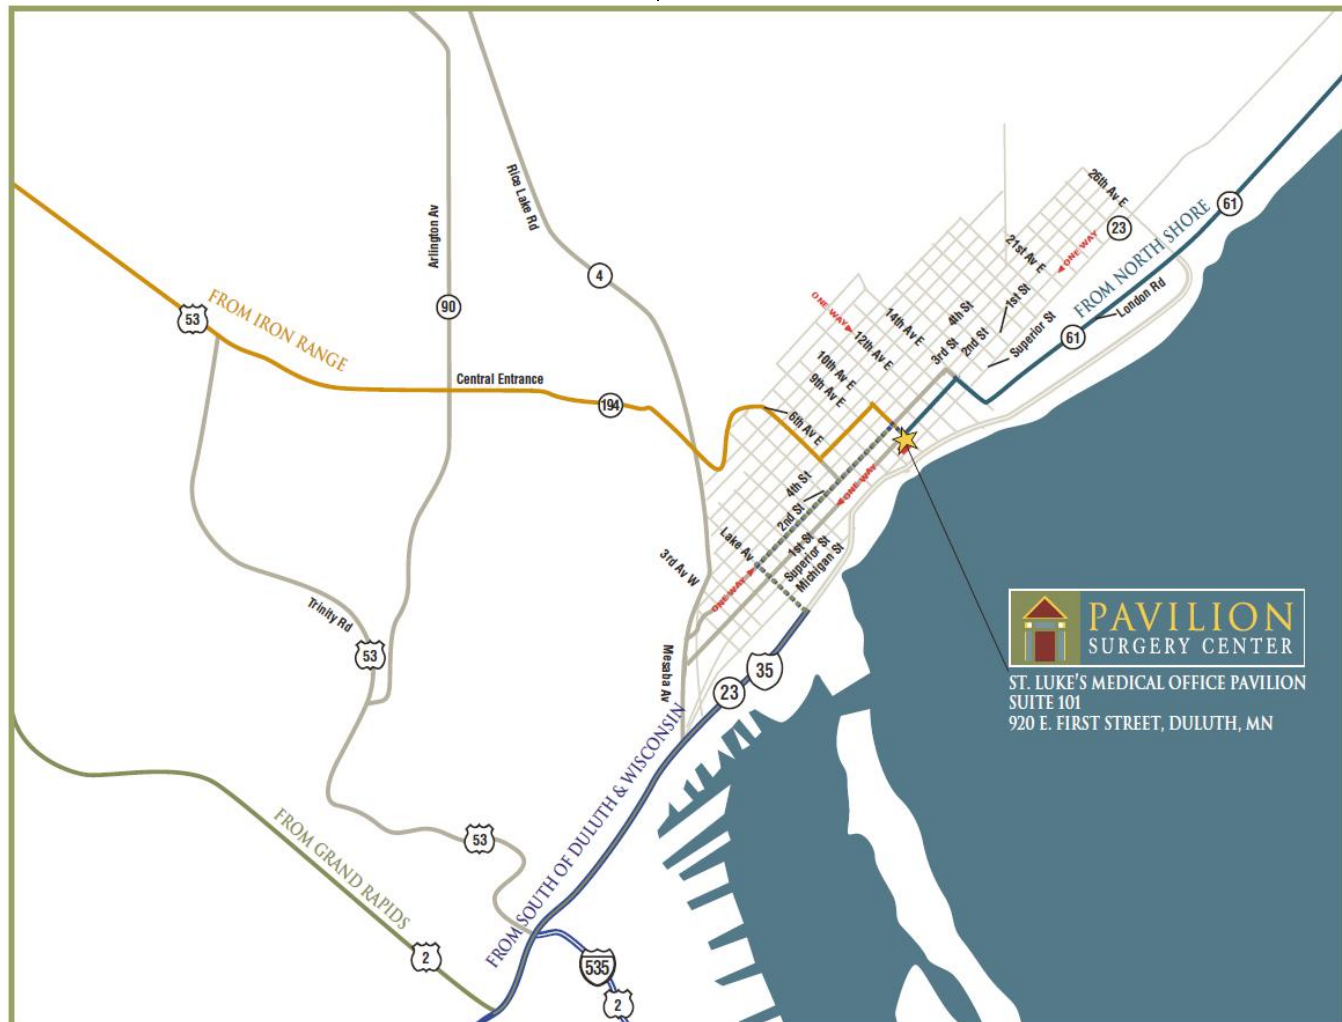 26th Av E
Rice Lake Rd
61
Arlington Av
23
FROM NORTH SHORE
21st Av E
ONE WAY
4
London Rd
FROM IRON RANGE
53
90
ONE WAY
14th Av E
4th St
1st St
Superior St
61
12th Av E
3rd St
2nd St
10th Av E
9th Av E
Central Entrance
194
6th Av E
4th St
ONE WAY
2nd St
Lake Av
1st St
Superior St
Michigan St
3rd Av W
ONE WAY
Trinity Rd
53
Mesaba Av
35
23
PAVILION
SURGERY CENTER
ST. LUKE'S MEDICAL OFFICE PAVILION
SUITE 101
920 E. FIRST STREET, DULUTH, MN
FROM SOUTH OF DULUTH & WISCONSIN
FROM GRAND RAPIDS
53
2
535
2